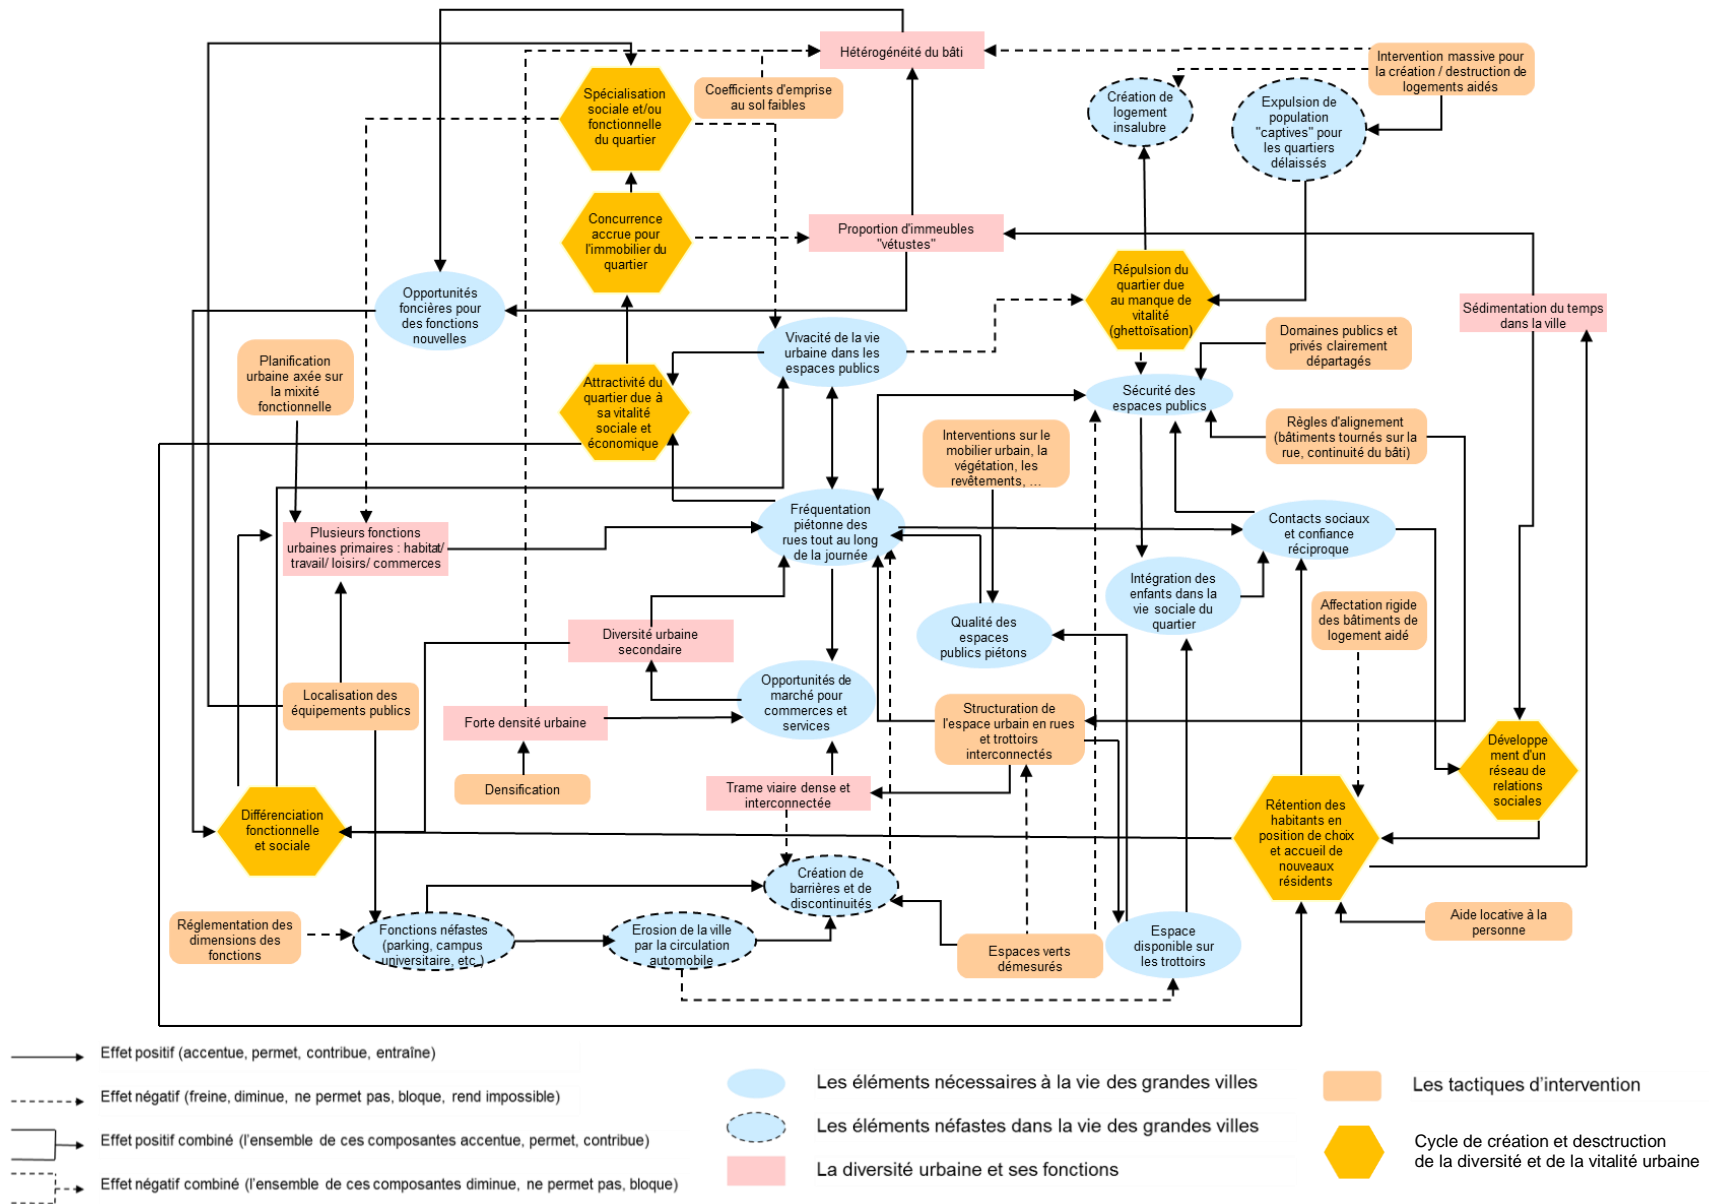 Hétérogénéité du bâti
Intervention massive pour
la création / destruction de
logements aidés
Coefficients d'emprise
au sol faibles
Spécialisation
sociale et/ou
fonctionnelle
du quartier
Création de
logement
insalubre
Expulsion de
population
"captives" pour
les quartiers
délaissés
Concurrence
accrue pour
l'immobilier du
quartier
Proportion d'immeubles
"vétustes"
Répulsion du
quartier due
au manque de
vitalité
(ghettoïsation)
Opportunités
foncières pour
des fonctions
nouvelles
Sédimentation du temps
dans la ville
Domaines publics et
privés clairement
départagés
Vivacité de la vie
urbaine dans les
espaces publics
Planification
urbaine axée sur
la mixité
fonctionnelle
Attractivité du
quartier due à
sa vitalité
sociale et
économique
Sécurité des
espaces publics
Règles d'alignement
(bâtiments tournés sur la
rue, continuité du bâti)
Interventions sur le
mobilier urbain, la
végétation, les
revêtements, ...
Fréquentation
piétonne des
rues tout au long
de la journée
Contacts sociaux
et confiance
réciproque
Plusieurs fonctions
urbaines primaires : habitat/
travail/ loisirs/ commerces
Intégration des
enfants dans la
vie sociale du
quartier
Affectation rigide
des bâtiments de
logement aidé
Diversité urbaine
secondaire
Qualité des
espaces
publics piétons
Localisation des
équipements publics
Opportunités de
marché pour
commerces et
services
Forte densité urbaine
Structuration de
l'espace urbain en rues
et trottoirs
interconnectés
Développe
ment d'un
réseau de
relations
sociales
Densification
Trame viaire dense et
interconnectée
Différenciation
fonctionnelle
et sociale
Rétention des
habitants en
position de choix
et accueil de
nouveaux
résidents
Création de
barrières et de
discontinuités
Réglementation des
dimensions des
fonctions
Fonctions néfastes
(parking, campus
universitaire, etc.)
Erosion de la ville
par la circulation
automobile
Espaces verts
démesurés
Espace
disponible sur
les trottoirs
Aide locative à la
personne
Effet positif (accentue, permet, contribue, entraîne)
Effet négatif (freine, diminue, ne permet pas, bloque, rend impossible)
Effet positif combiné (l'ensemble de ces composantes accentue, permet, contribue)
Effet négatif combiné (l'ensemble de ces composantes diminue, ne permet pas, bloque)
Les éléments nécessaires à la vie des grandes villes
Les éléments néfastes dans la vie des grandes villes
La diversité urbaine et ses fonctions
Les tactiques d'intervention
Cycle de création et desctruction
de la diversité et de la vitalité urbaine